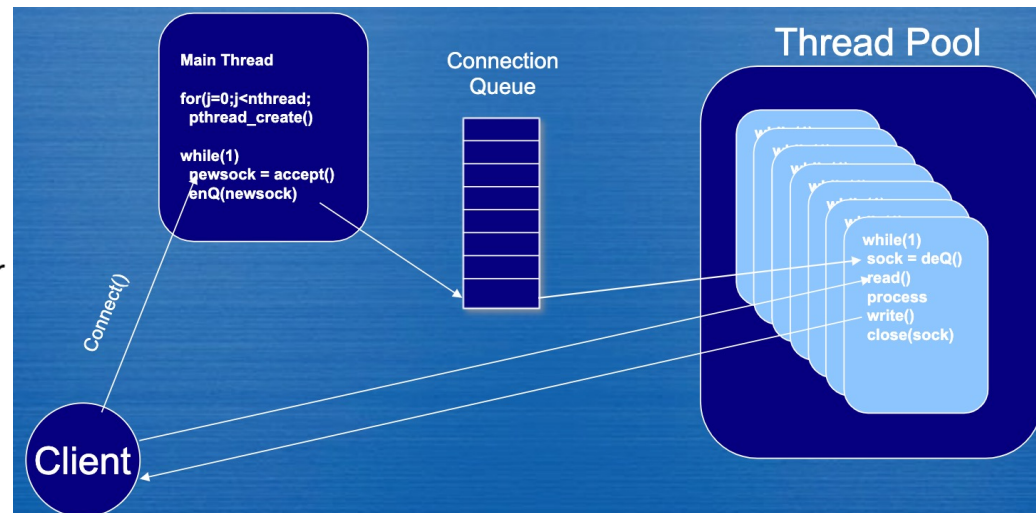 Main Thread
for(j=0;j<nthread;
pthread_create()
while(1)
newsock = accept()
enQ(newsock)
Connection
Queue
Thread Pool
while(1)
sock = deQ()
read()
process
write()
close(sock)
Connect()
Client